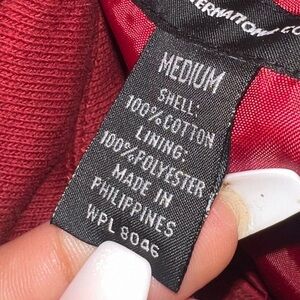 MEDIUM
SHELL:
100% COTTON
LINING:
100% POLYESTER
MADE IN
PHILIPPINES
WPL 8046